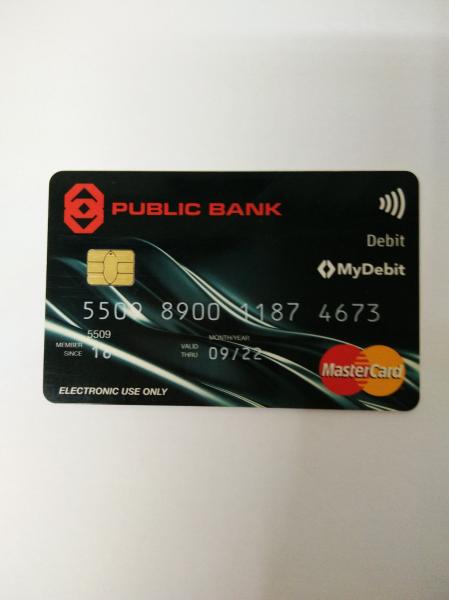 PUBLIC BANK
Debit
MyDebit
5509 8900 1187 4673
5509
MONTH/YEAR
MEMBER SINCE
VALID THRU 09/22
MasterCard
ELECTRONIC USE ONLY